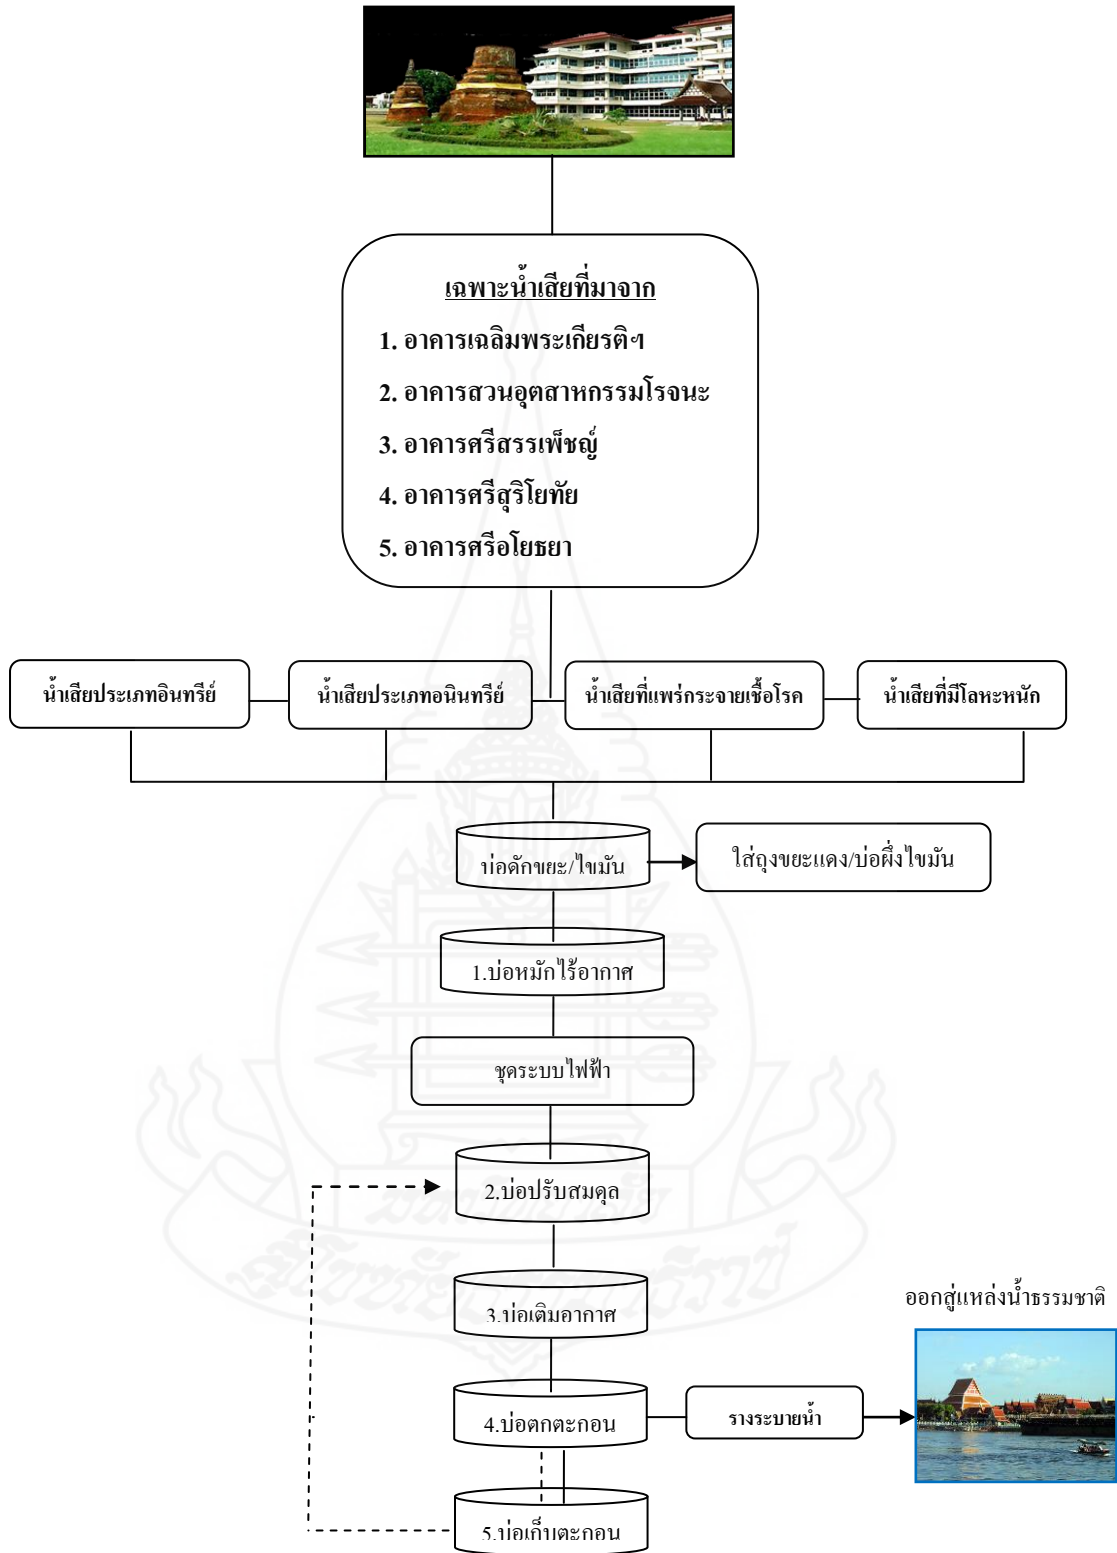 เฉพาะน้ำเสียที่มาจาก
1. อาคารเฉลิมพระเกียรติฯ
2. อาคารสวนอุตสาหกรรมโรจนะ
3. อาคารศรีสรรเพ็ชญ์
4. อาคารศรีสุริโยทัย
5. อาคารศรีอโยธยา
น้ำเสียประเภทอินทรีย์
น้ำเสียประเภทอนินทรีย์
น้ำเสียที่แพร่กระจายเชื้อโรค
น้ำเสียที่มีโลหะหนัก
บ่อดักขยะ/ไขมัน
ใส่ถุงขยะแดง/บ่อผึ่งไขมัน
1.บ่อหมักไร้อากาศ
ชุดระบบไฟฟ้า
2.บ่อปรับสมดุล
3.บ่อเติมอากาศ
ออกสู่แหล่งน้ำธรรมชาติ
4.บ่อตกตะกอน
รางระบายน้ำ
5.บ่อเก็บตะกอน
สุโขทัยธรรมาธิราช